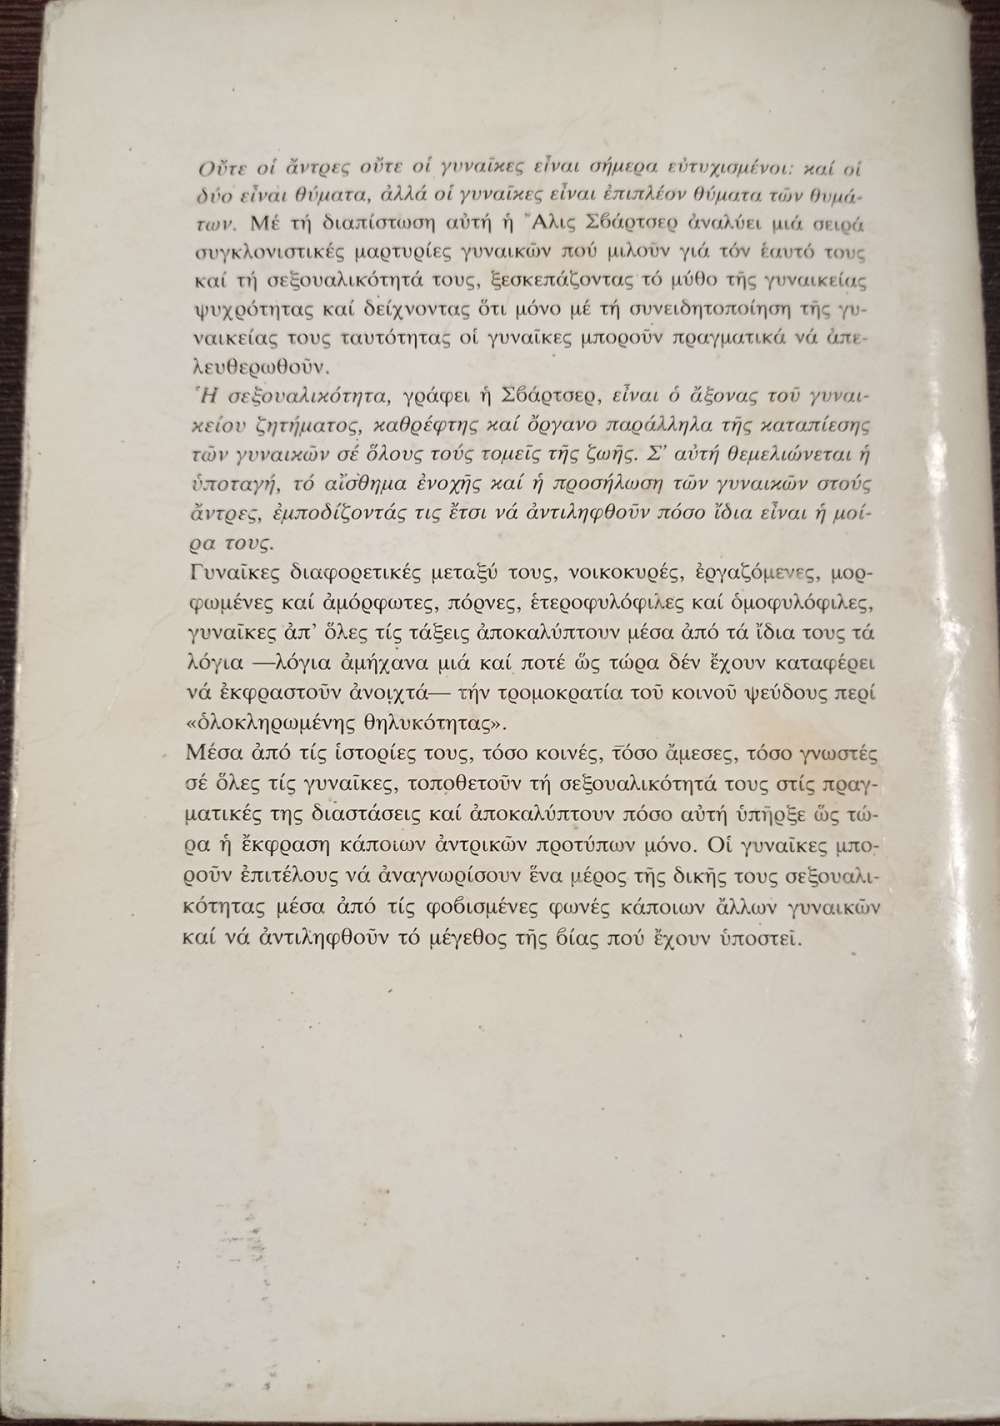 Οὔτε οἱ ἄντρες οὔτε οἱ γυναῖκες εἶναι σήμερα εὐτυχισμένοι: καί οἱ
δύο εἶναι θύματα, ἀλλά οἱ γυναῖκες εἶναι ἐπιπλέον θύματα τῶν θυμά-
των. Μέ τή διαπίστωση αὐτή ἡ Ἄλις Σβάρτσερ ἀναλύει μιά σειρά
συγκλονιστικές μαρτυρίες γυναικῶν πού μιλοῦν γιά τόν ἑαυτό τους
καί τή σεξουαλικότητά τους, ξεσκεπάζοντας τό μύθο τῆς γυναικείας
ψυχρότητας καί δείχνοντας ὅτι μόνο μέ τή συνειδητοποίηση τῆς γυ-
ναικείας τους ταυτότητας οἱ γυναῖκες μποροῦν πραγματικά νά ἀπε-
λευθερωθοῦν.
Ἡ σεξουαλικότητα, γράφει ἡ Σβάρτσερ, εἶναι ὁ ἄξονας τοῦ γυναι-
κείου ζητήματος, καθρέφτης καί ὄργανο παράλληλα τῆς καταπίεσης
τῶν γυναικῶν σέ ὅλους τούς τομεῖς τῆς ζωῆς. Σ' αὐτή θεμελιώνεται ἡ
ὑποταγή, τό αἴσθημα ἐνοχῆς καί ἡ προσήλωση τῶν γυναικῶν στούς
ἄντρες, ἐμποδίζοντάς τις ἔτσι νά ἀντιληφθοῦν πόσο ἴδια εἶναι ἡ μοί-
ρα τους.
Γυναῖκες διαφορετικές μεταξύ τους, νοικοκυρές, ἐργαζόμενες, μορ-
φωμένες καί ἀμόρφωτες, πόρνες, ἑτεροφυλόφιλες καί ὁμοφυλόφιλες,
γυναῖκες ἀπ' ὅλες τίς τάξεις ἀποκαλύπτουν μέσα ἀπό τά ἴδια τους τά
λόγια —λόγια ἀμήχανα μιά καί ποτέ ὥς τώρα δέν ἔχουν καταφέρει
νά ἐκφραστοῦν ἀνοιχτά— τήν τρομοκρατία τοῦ κοινοῦ ψεύδους περί
«ὁλοκληρωμένης θηλυκότητας».
Μέσα ἀπό τίς ἱστορίες τους, τόσο κοινές, τόσο ἄμεσες, τόσο γνωστές
σέ ὅλες τίς γυναῖκες, τοποθετοῦν τή σεξουαλικότητά τους στίς πραγ-
ματικές της διαστάσεις καί ἀποκαλύπτουν πόσο αὐτή ὑπῆρξε ὥς τώ-
ρα ἡ ἔκφραση κάποιων ἀντρικῶν προτύπων μόνο. Οἱ γυναῖκες μπο-
ροῦν ἐπιτέλους νά ἀναγνωρίσουν ἕνα μέρος τῆς δικῆς τους σεξουαλι-
κότητας μέσα ἀπό τίς φοβισμένες φωνές κάποιων ἄλλων γυναικῶν
καί νά ἀντιληφθοῦν τό μέγεθος τῆς βίας πού ἔχουν ὑποστεῖ.